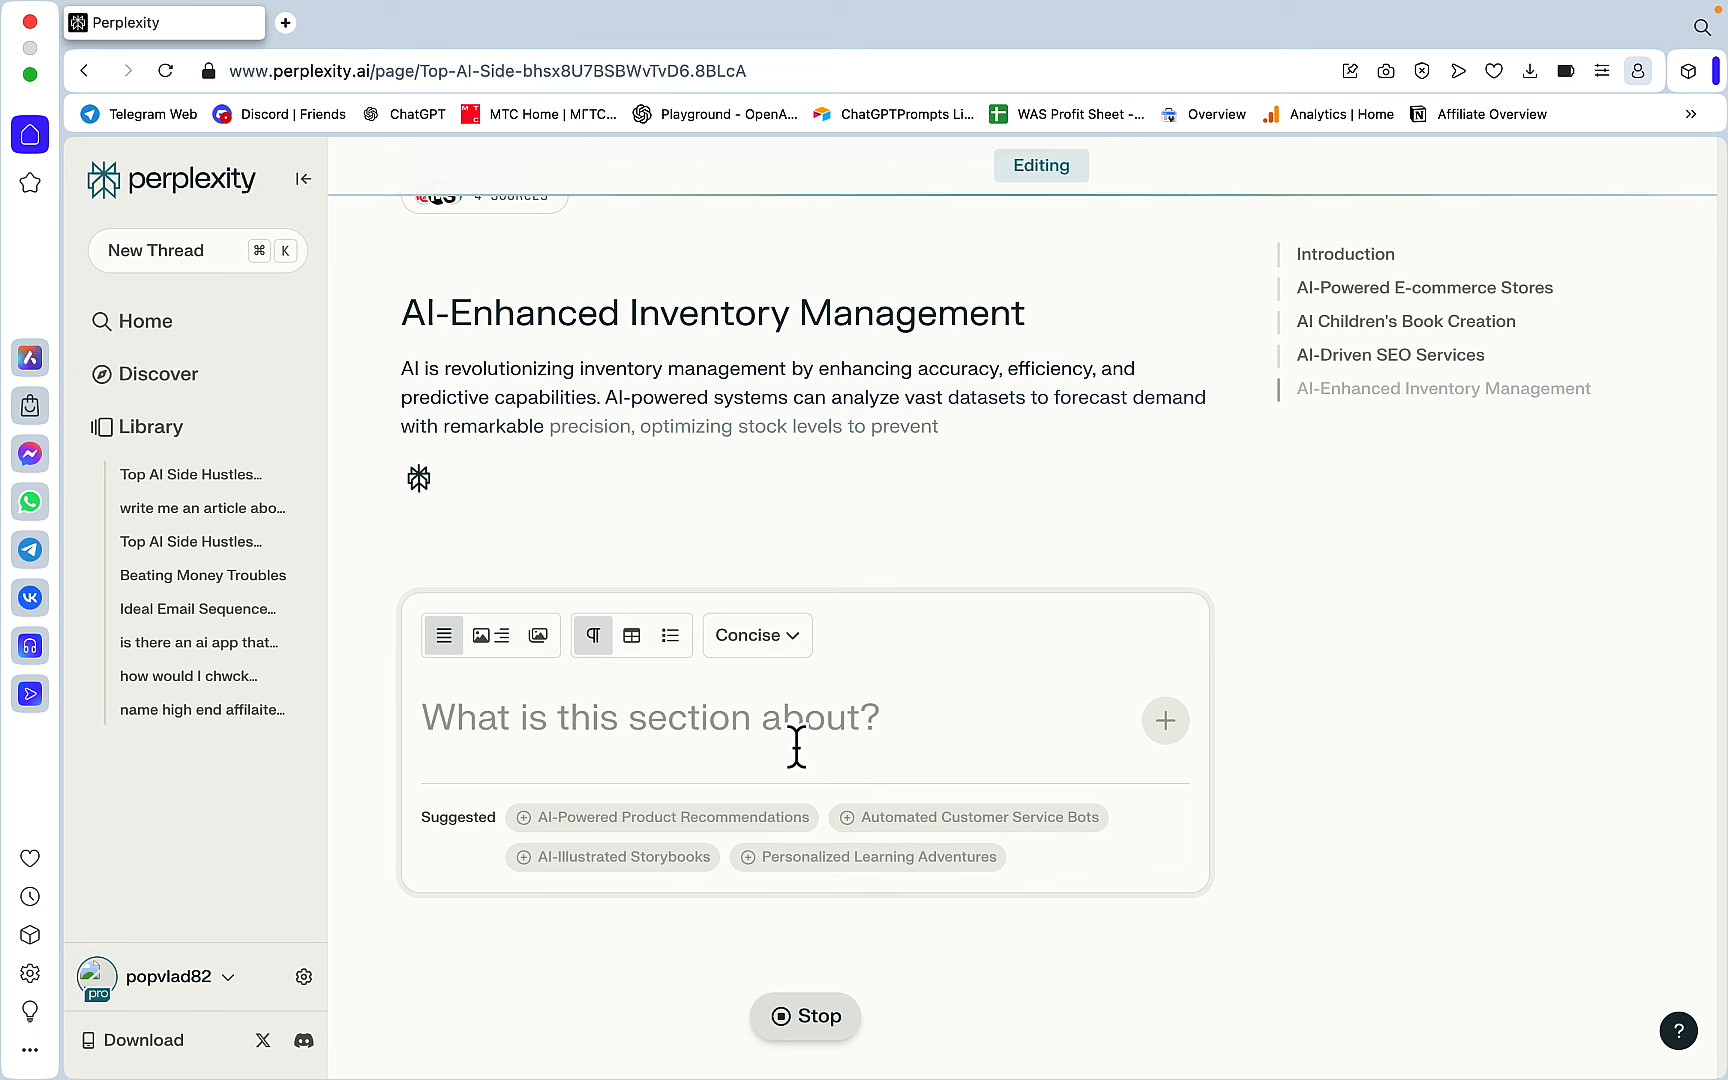 Perplexity
www.perplexity.ai/page/Top-AI-Side-bhsx8U7BSBWvTvD6.8BLcA
Telegram Web
Discord | Friends
ChatGPT
MTC Home | МГТС...
Playground - OpenA...
ChatGPTPrompts Li...
WAS Profit Sheet -...
Overview
Analytics | Home
Affiliate Overview
perplexity
New Thread
⌘ K
Home
Discover
Library
Top AI Side Hustles...
write me an article abo...
Top AI Side Hustles...
Beating Money Troubles
Ideal Email Sequence...
is there an ai app that...
how would I chwck...
name high end affilaite...
popvlad82
pro
Download
Editing
4 SOURCES
AI-Enhanced Inventory Management
AI is revolutionizing inventory management by enhancing accuracy, efficiency, and
predictive capabilities. AI-powered systems can analyze vast datasets to forecast demand
with remarkable precision, optimizing stock levels to prevent
Concise
What is this section about?
Suggested
AI-Powered Product Recommendations
Automated Customer Service Bots
AI-Illustrated Storybooks
Personalized Learning Adventures
Stop
Introduction
AI-Powered E-commerce Stores
AI Children's Book Creation
AI-Driven SEO Services
AI-Enhanced Inventory Management
?